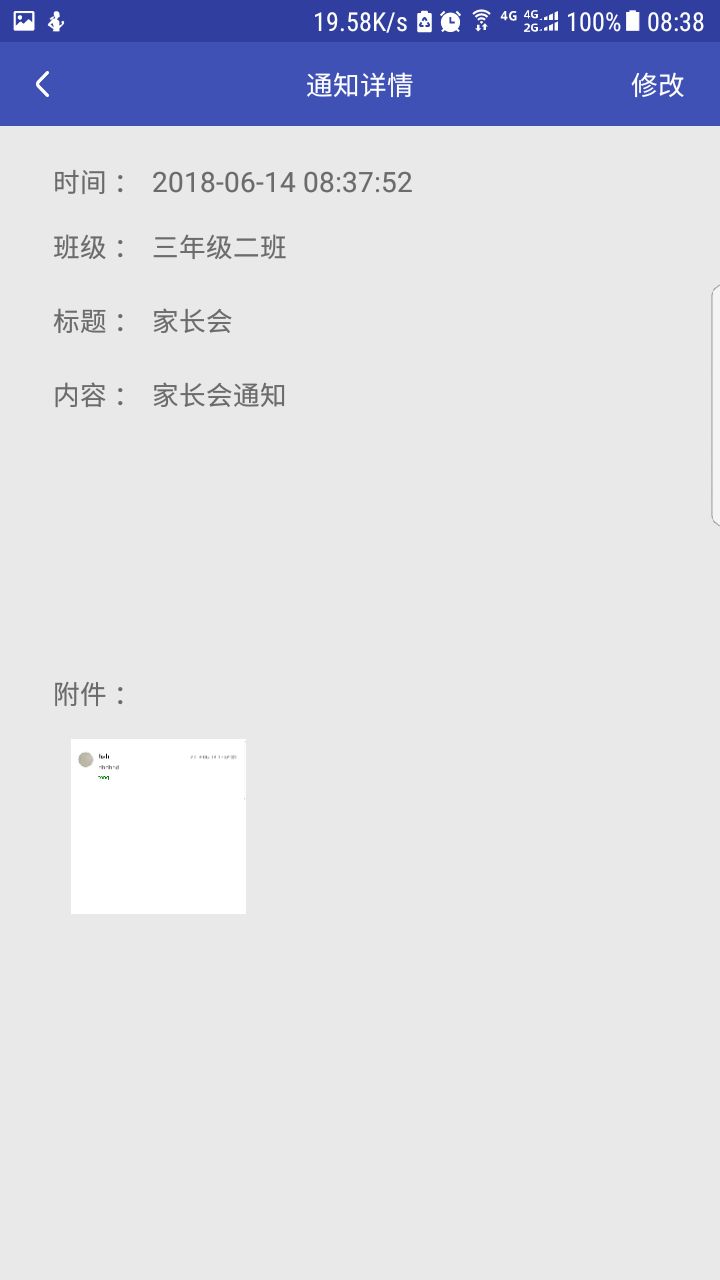 19.58K/s 4G 4G 2G 100% 08:38
通知详情 修改
时间： 2018-06-14 08:37:52
班级： 三年级二班
标题： 家长会
内容： 家长会通知
附件：